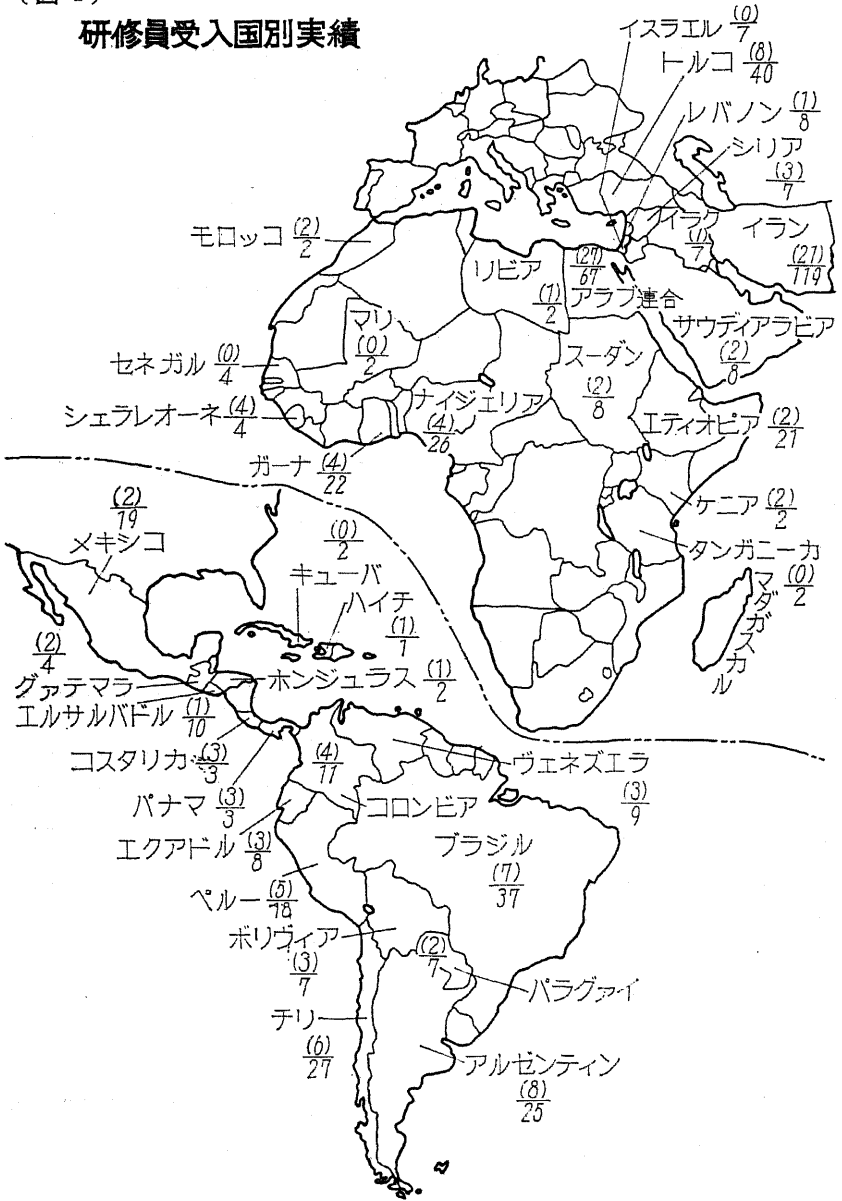 研修員受入国別実績
イスラエル (0)/7
トルコ (8)/40
レバノン (1)/8
シリア (3)/7
イラク (1)/7
イラン (21)/119
モロッコ (2)/2
リビア (1)/2
(27)/67 アラブ連合
サウディアラビア (2)/8
マリ (0)/2
スーダン (2)/8
セネガル (0)/4
ナイジェリア (4)/26
シェラレオーネ (4)/4
エティオピア (2)/21
ガーナ (4)/22
ケニア (2)/2
タンガニーカ
(0)/2
マダガスカル
(2)/19
メキシコ
(0)/2
キューバ
ハイチ (1)/1
(2)/4
グァテマラ
ホンジュラス (1)/2
エルサルバドル (1)/10
コスタリカ (3)/3
(4)/11
コロンビア
ヴェネズエラ (3)/9
パナマ (3)/3
エクアドル (3)/8
ブラジル (7)/37
ペルー (5)/18
ボリヴィア (3)/7
(2)/7
パラグァイ
チリ (6)/27
アルゼンティン (8)/25